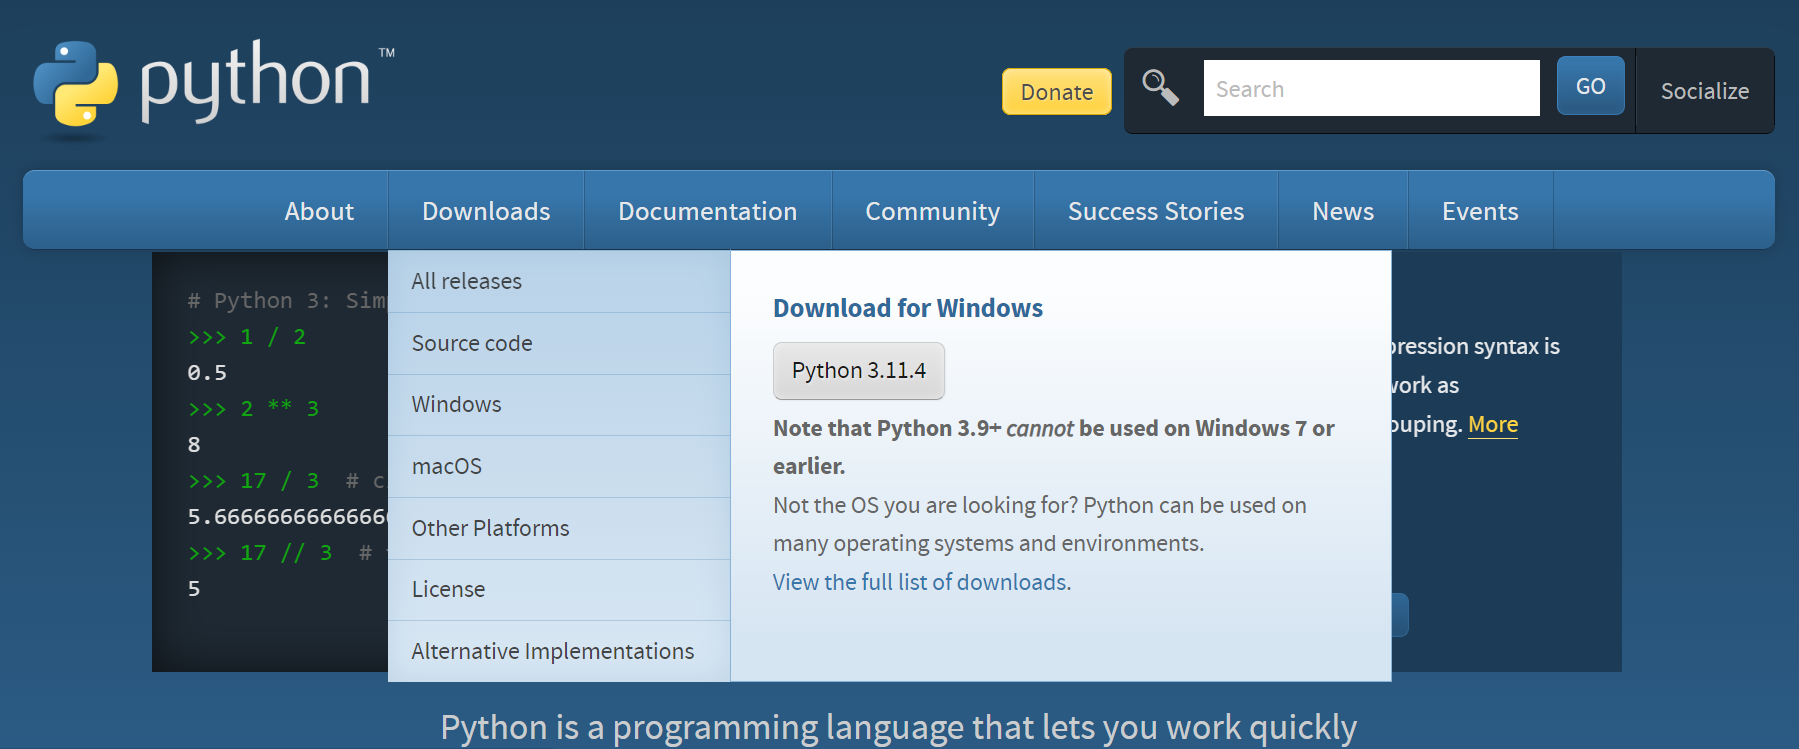 python™
Donate
Search
GO
Socialize
About
Downloads
Documentation
Community
Success Stories
News
Events
# Python 3: Sim
>>> 1 / 2
0.5
>>> 2 ** 3
8
>>> 17 / 3 # c
5.666666666666
>>> 17 // 3 #
5
All releases
Source code
Windows
macOS
Other Platforms
License
Alternative Implementations
Download for Windows
Python 3.11.4
Note that Python 3.9+ cannot be used on Windows 7 or
earlier.
Not the OS you are looking for? Python can be used on
many operating systems and environments.
View the full list of downloads.
pression syntax is
work as
ouping. More
Python is a programming language that lets you work quickly